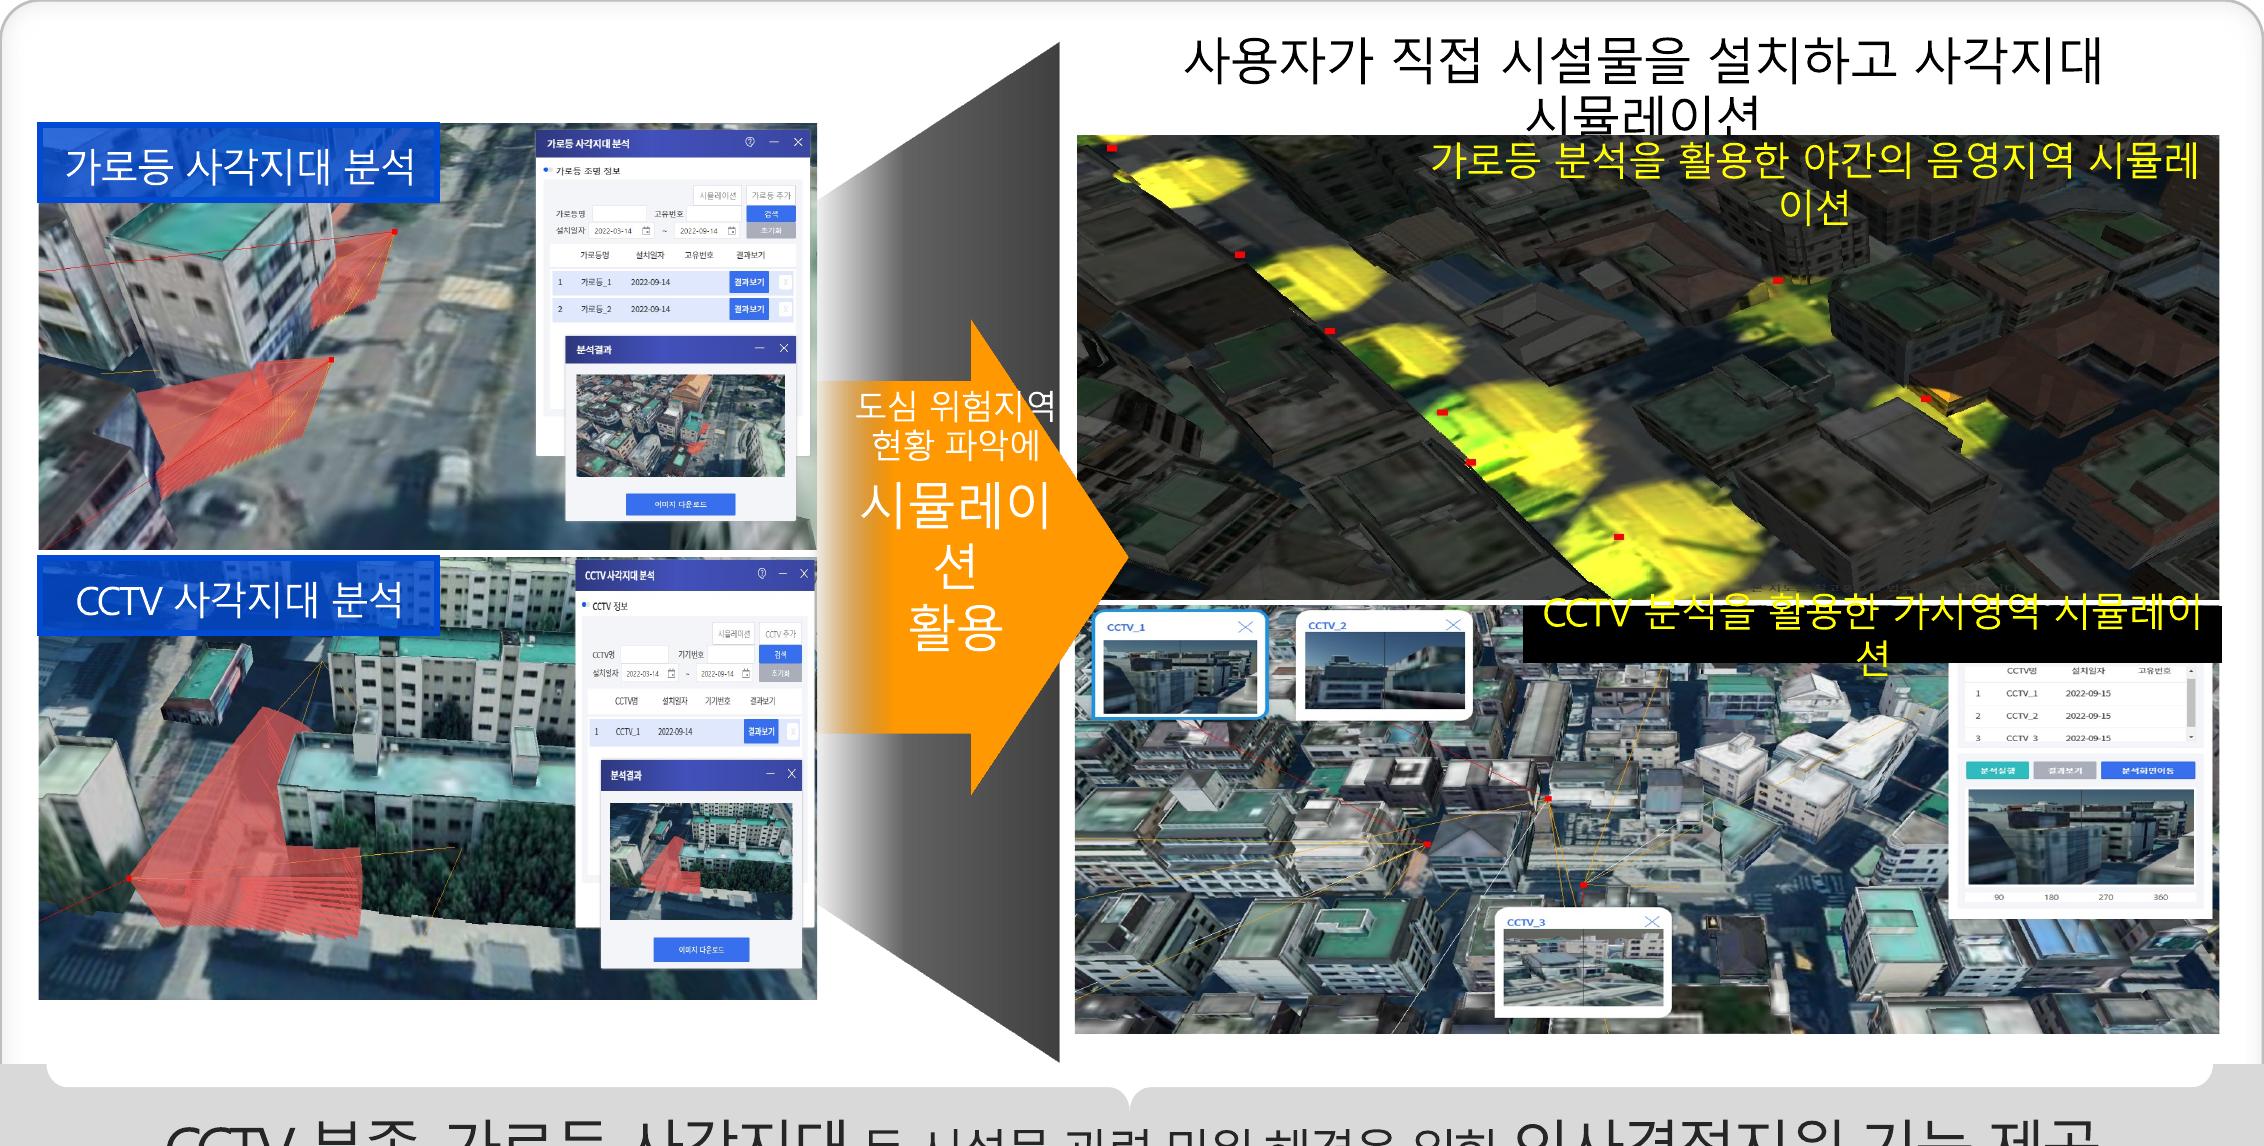 사용자가 직접 시설물을 설치하고 사각지대
시뮬레이션
가로등 사각지대 분석
가로등 사각지대 분석
가로등 조명 정보
시뮬레이션 가로등 추가
가로등명 고유번호 검색
설치일자 2022-03-14 ~ 2022-09-14 초기화
가로등명 설치일자 고유번호 결과보기
1 가로등_1 2022-09-14 결과보기 X
2 가로등_2 2022-09-14 결과보기 X
분석결과
이미지 다운로드
CCTV 사각지대 분석
CCTV 사각지대 분석
CCTV 정보
시뮬레이션 CCTV 추가
CCTV명 기기번호 검색
설치일자 2022-03-14 ~ 2022-09-14 초기화
CCTV명 설치일자 기기번호 결과보기
1 CCTV_1 2022-09-14 결과보기 X
분석결과
이미지 다운로드
도심 위험지역
현황 파악에
시뮬레이
션
활용
가로등 분석을 활용한 야간의 음영지역 시뮬레
이션
CCTV 분석을 활용한 가시영역 시뮬레이
션
CCTV_1
CCTV_2
CCTV_3
CCTV명 설치일자 고유번호
1 CCTV_1 2022-09-15
2 CCTV_2 2022-09-15
3 CCTV_3 2022-09-15
분석실행 결과보기 분석화면이동
90 180 270 360
CCTV 부족, 가로등 사각지대 등 시설물 관련 민원 해결을 위한 의사결정지원 기능 제공